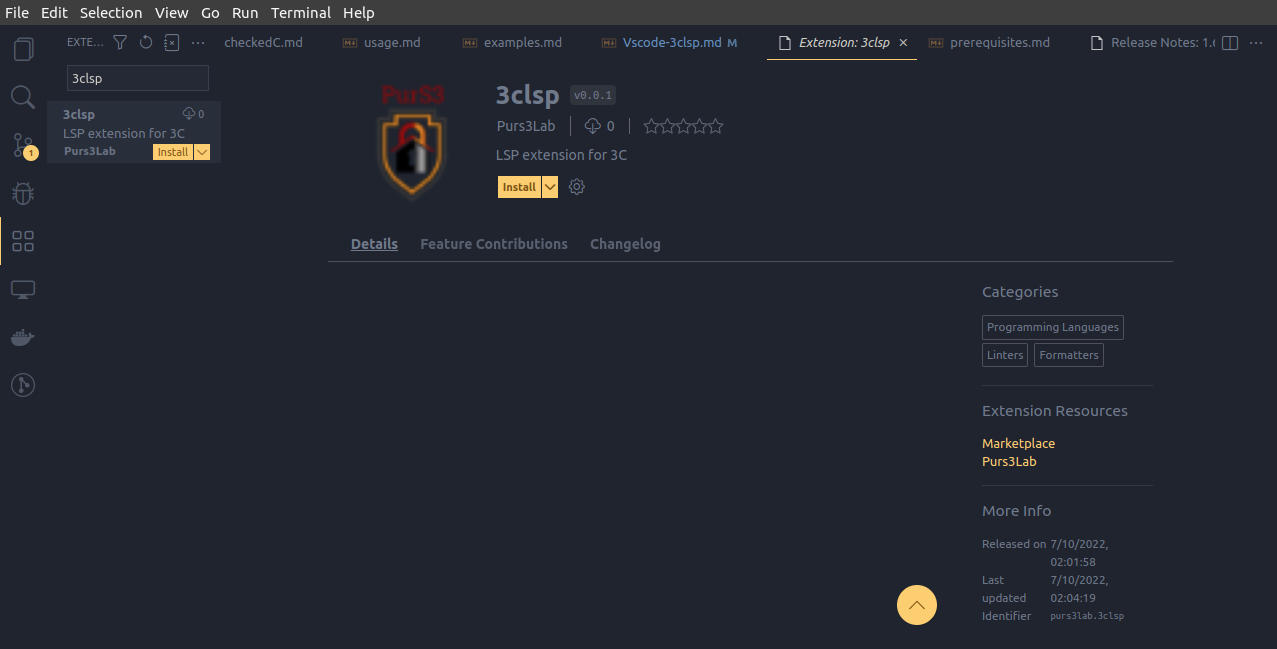 File Edit Selection View Go Run Terminal Help
EXTE...
checkedC.md
usage.md
examples.md
Vscode-3clsp.md M
Extension: 3clsp
prerequisites.md
Release Notes: 1.6
3clsp
3clsp 0
LSP extension for 3C
Purs3Lab Install
1
PurS3
3clsp v0.0.1
Purs3Lab 0
LSP extension for 3C
Install
Details Feature Contributions Changelog
Categories
Programming Languages
Linters Formatters
Extension Resources
Marketplace
Purs3Lab
More Info
Released on 7/10/2022,
02:01:58
Last 7/10/2022,
updated 02:04:19
Identifier purs3lab.3clsp